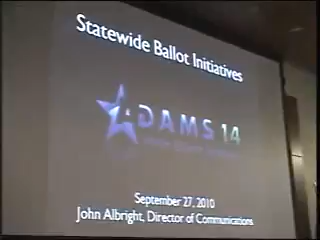 Statewide Ballot Initiatives
ADAMS 14
September 27, 2010
John Albright, Director of Communications